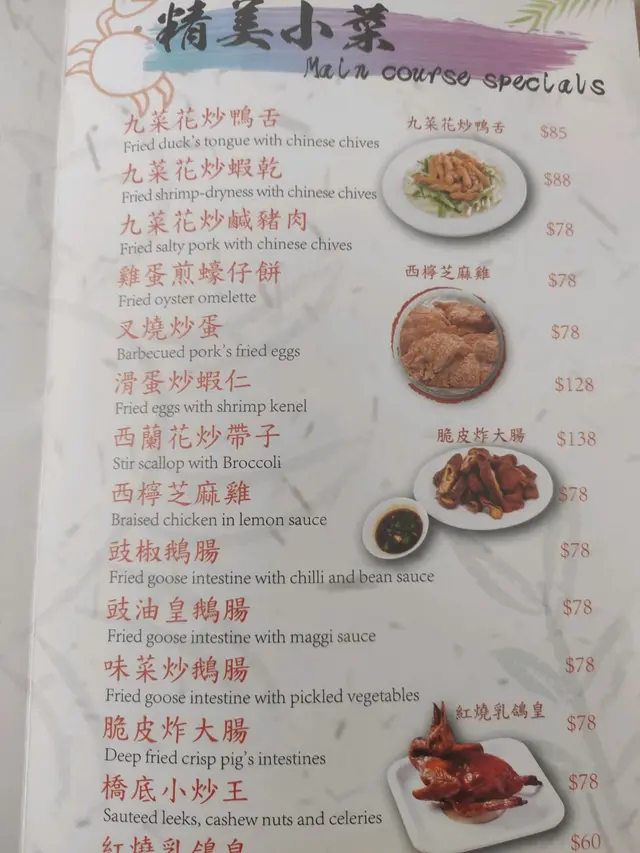 精美小菜
Main course specials
九菜花炒鴨舌
Fried duck's tongue with chinese chives
九菜花炒鴨舌
$85
九菜花炒蝦乾
Fried shrimp-dryness with chinese chives
$88
九菜花炒鹹豬肉
Fried salty pork with chinese chives
$78
雞蛋煎蠔仔餅
Fried oyster omelette
西檸芝麻雞
$78
叉燒炒蛋
Barbecued pork's fried eggs
$78
滑蛋炒蝦仁
Fried eggs with shrimp kenel
$128
西蘭花炒帶子
Stir scallop with Broccoli
脆皮炸大腸
$138
西檸芝麻雞
Braised chicken in lemon sauce
$78
豉椒鵝腸
Fried goose intestine with chilli and bean sauce
$78
豉油皇鵝腸
Fried goose intestine with maggi sauce
$78
味菜炒鵝腸
Fried goose intestine with pickled vegetables
$78
脆皮炸大腸
Deep fried crisp pig's intestines
紅燒乳鴿皇
$78
橋底小炒王
Sauteed leeks, cashew nuts and celeries
$78
紅燒乳鴿皇
$60